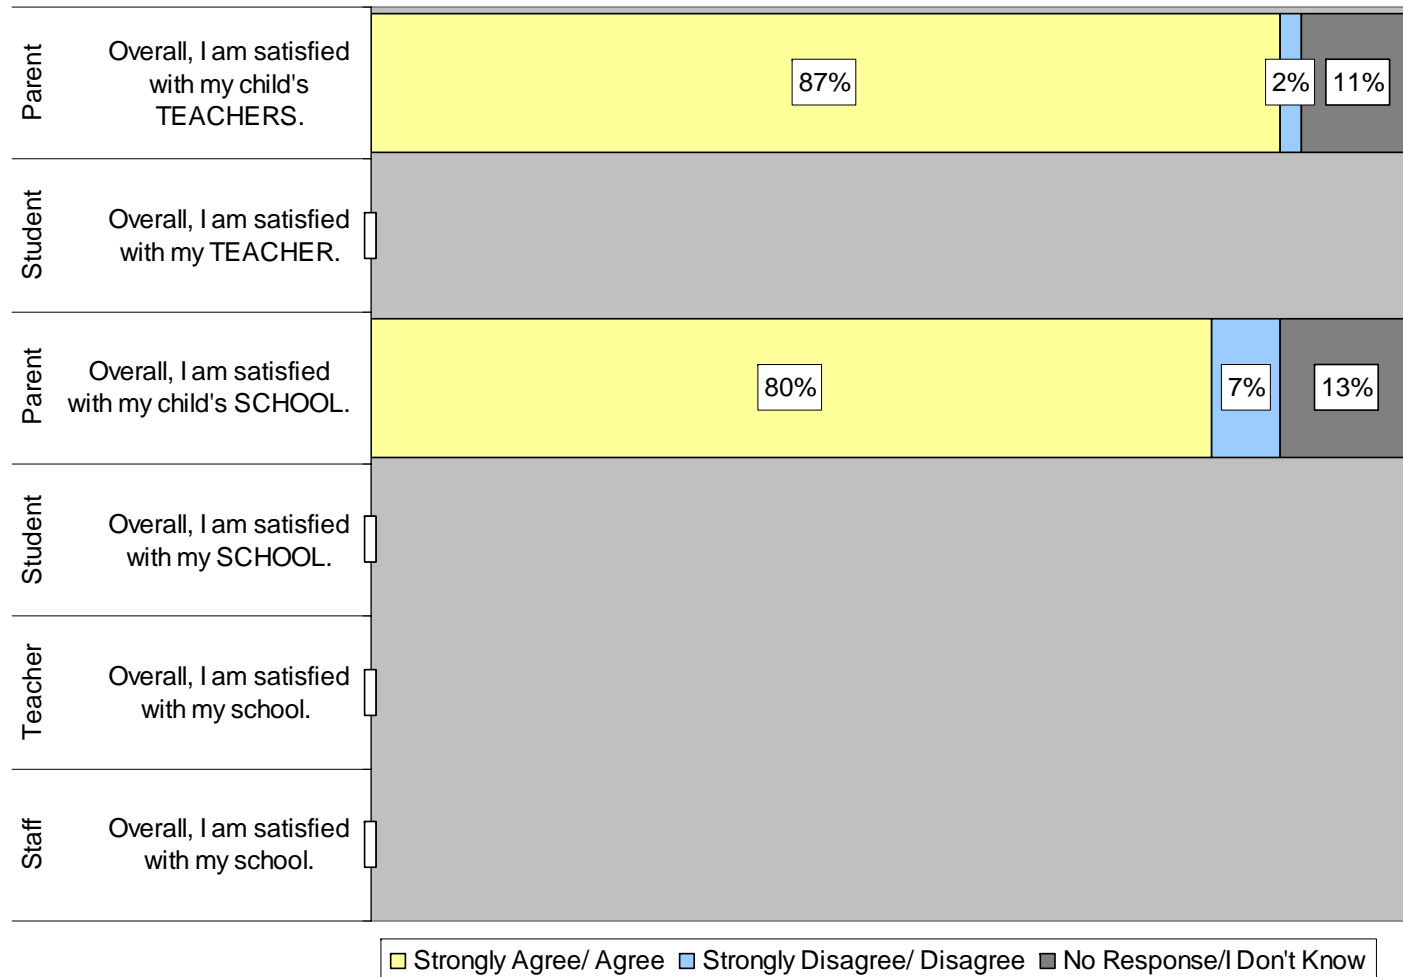 Parent
Overall, I am satisfied
with my child's
TEACHERS.
87%
2%
11%
Student
Overall, I am satisfied
with my TEACHER.
Parent
Overall, I am satisfied
with my child's SCHOOL.
80%
7%
13%
Student
Overall, I am satisfied
with my SCHOOL.
Teacher
Overall, I am satisfied
with my school.
Staff
Overall, I am satisfied
with my school.
Strongly Agree/ Agree
Strongly Disagree/ Disagree
No Response/I Don't Know